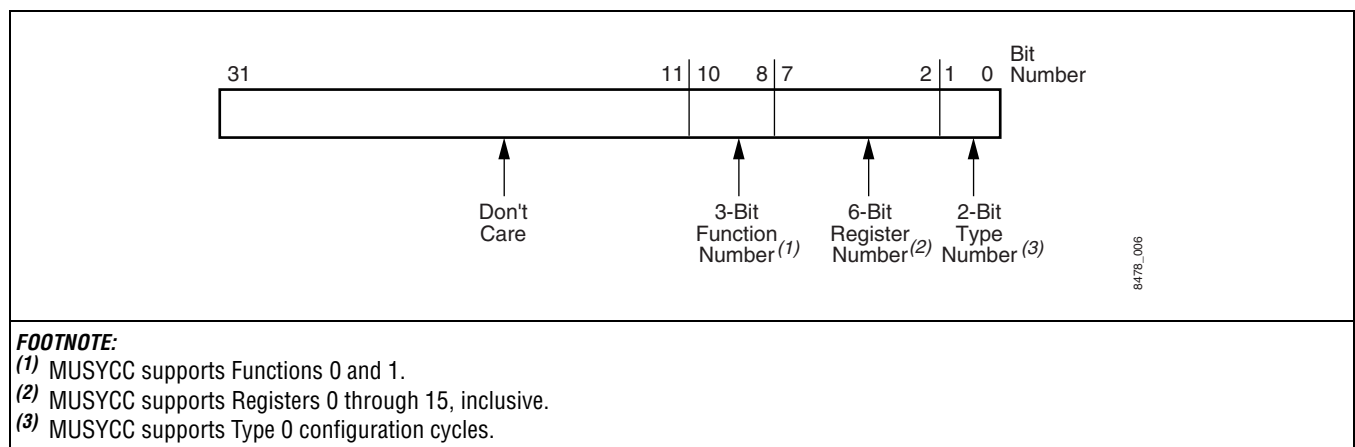 Bit
31 11 10 8 7 2 1 0 Number
Don't
Care
3-Bit
Function
Number (1)
6-Bit
Register
Number (2)
2-Bit
Type
Number (3)
8478_006
FOOTNOTE:
(1) MUSYCC supports Functions 0 and 1.
(2) MUSYCC supports Registers 0 through 15, inclusive.
(3) MUSYCC supports Type 0 configuration cycles.